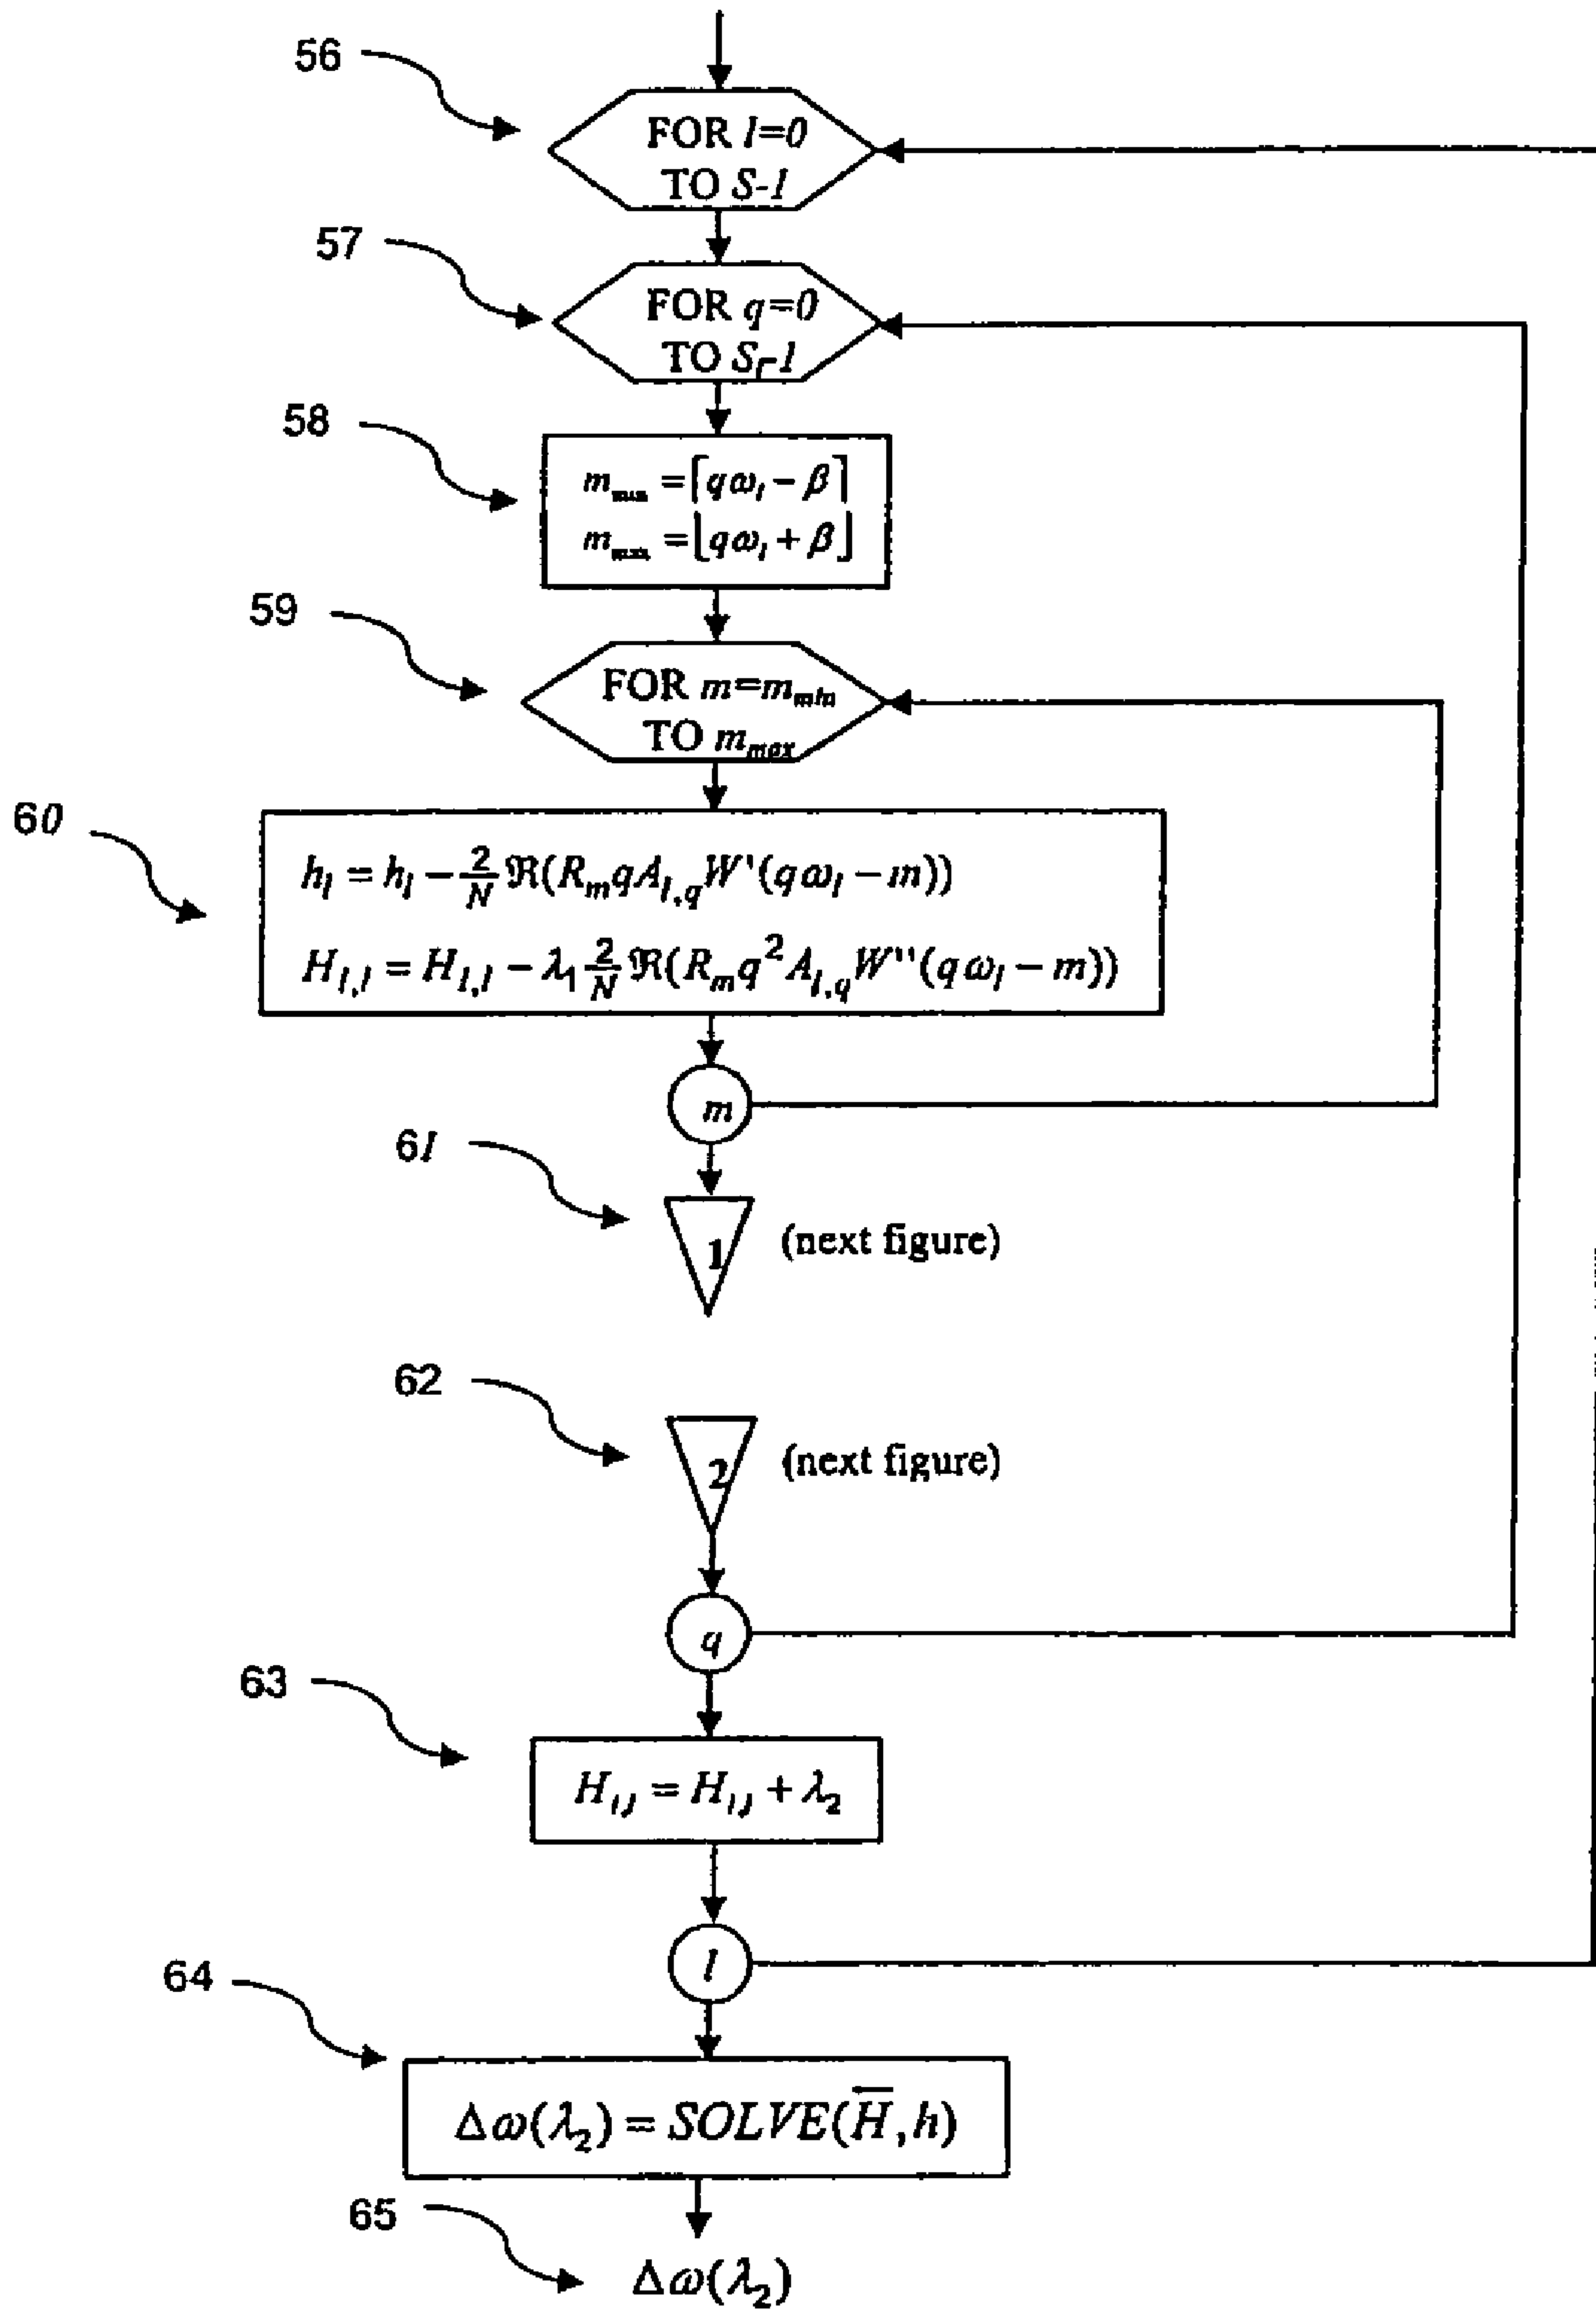 56
FOR l=0
TO S-1
57
FOR q=0
TO S_l-1
58
m_min = ⌈qω_l − β⌉
m_max = ⌊qω_l + β⌋
59
FOR m=m_min
TO m_max
60
h_l = h_l − 2/N ℜ(R_m q A_{l,q} W'(qω_l − m))
H_{l,l} = H_{l,l} − λ_1 2/N ℜ(R_m q^2 A_{l,q} W''(qω_l − m))
m
61
1 (next figure)
62
2 (next figure)
q
63
H_{l,l} = H_{l,l} + λ_2
l
64
Δω(λ_2) = SOLVE(H̅, h)
65
Δω(λ_2)